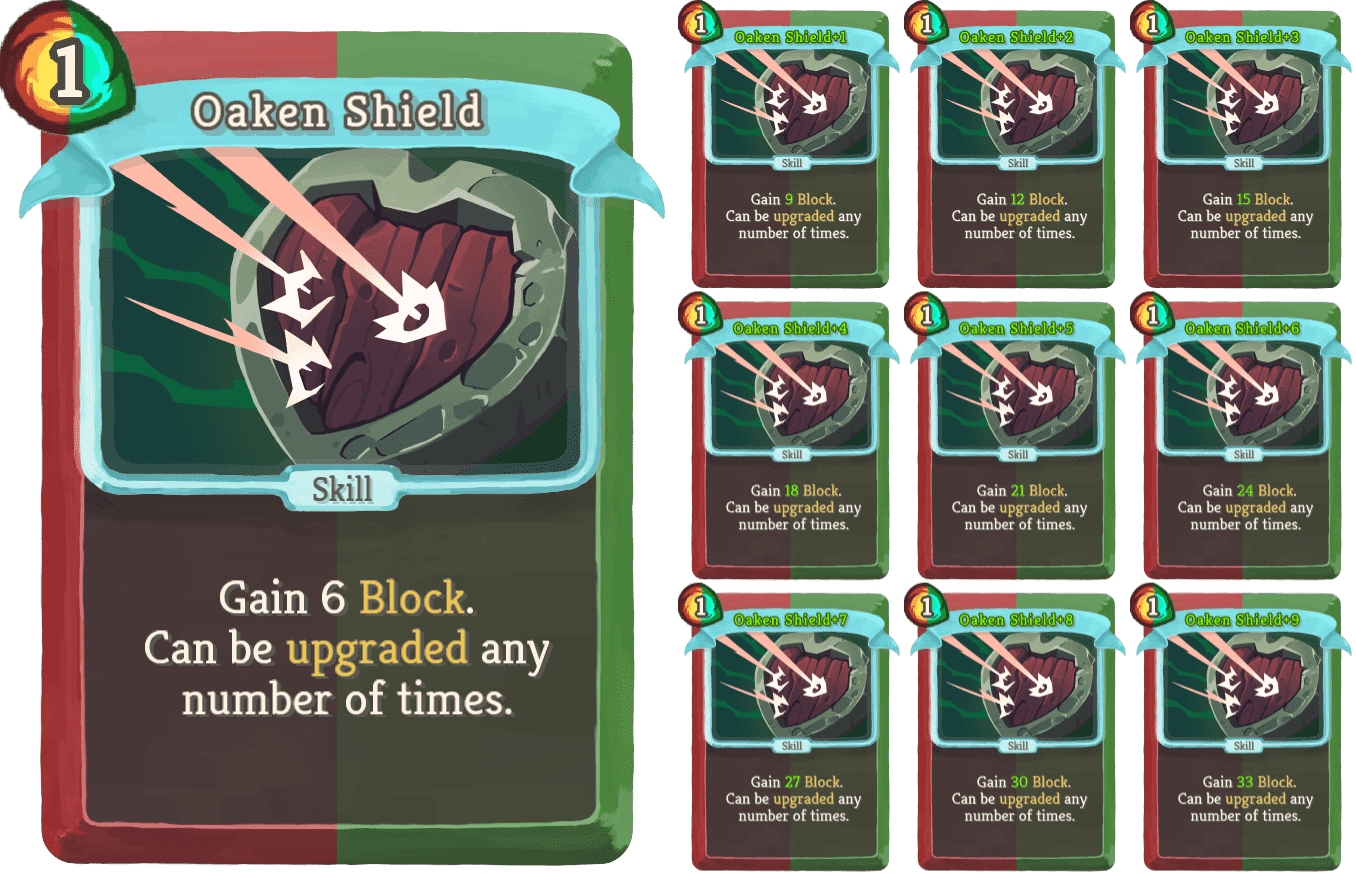 1
Oaken Shield
Skill
Gain 6 Block.
Can be upgraded any
number of times.
1
Oaken Shield+1
Skill
Gain 9 Block.
Can be upgraded any
number of times.
1
Oaken Shield+2
Skill
Gain 12 Block.
Can be upgraded any
number of times.
1
Oaken Shield+3
Skill
Gain 15 Block.
Can be upgraded any
number of times.
1
Oaken Shield+4
Skill
Gain 18 Block.
Can be upgraded any
number of times.
1
Oaken Shield+5
Skill
Gain 21 Block.
Can be upgraded any
number of times.
1
Oaken Shield+6
Skill
Gain 24 Block.
Can be upgraded any
number of times.
1
Oaken Shield+7
Skill
Gain 27 Block.
Can be upgraded any
number of times.
1
Oaken Shield+8
Skill
Gain 30 Block.
Can be upgraded any
number of times.
1
Oaken Shield+9
Skill
Gain 33 Block.
Can be upgraded any
number of times.